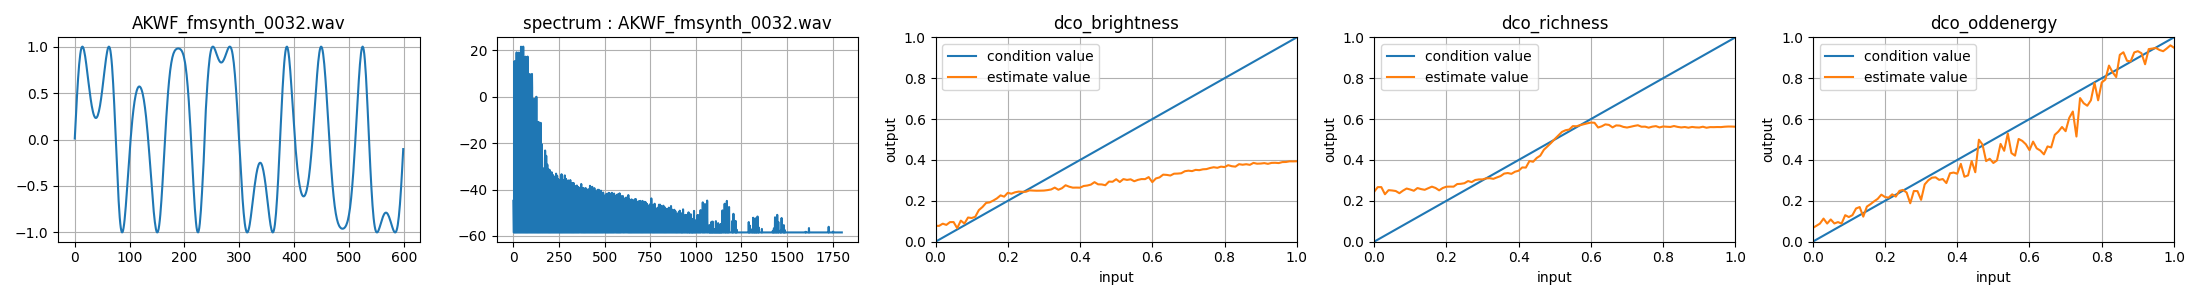 AKWF_fmsynth_0032.wav
1.0
0.5
0.0
−0.5
−1.0
0 100 200 300 400 500 600
spectrum : AKWF_fmsynth_0032.wav
20
0
−20
−40
−60
0 250 500 750 1000 1250 1500 1750
dco_brightness
condition value
estimate value
output
1.0
0.8
0.6
0.4
0.2
0.0
0.0 0.2 0.4 0.6 0.8 1.0
input
dco_richness
condition value
estimate value
output
1.0
0.8
0.6
0.4
0.2
0.0
0.0 0.2 0.4 0.6 0.8 1.0
input
dco_oddenergy
condition value
estimate value
output
1.0
0.8
0.6
0.4
0.2
0.0
0.0 0.2 0.4 0.6 0.8 1.0
input